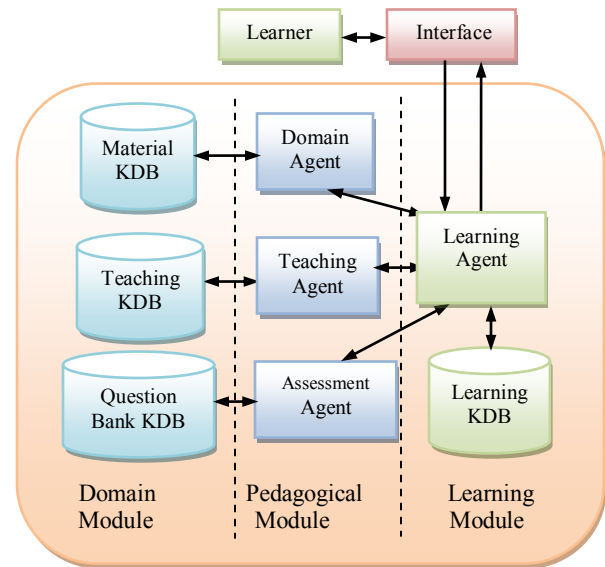 Learner
Interface
Material
KDB
Domain
Agent
Learning
Agent
Teaching
KDB
Teaching
Agent
Question
Bank KDB
Assessment
Agent
Learning
KDB
Domain
Module
Pedagogical
Module
Learning
Module